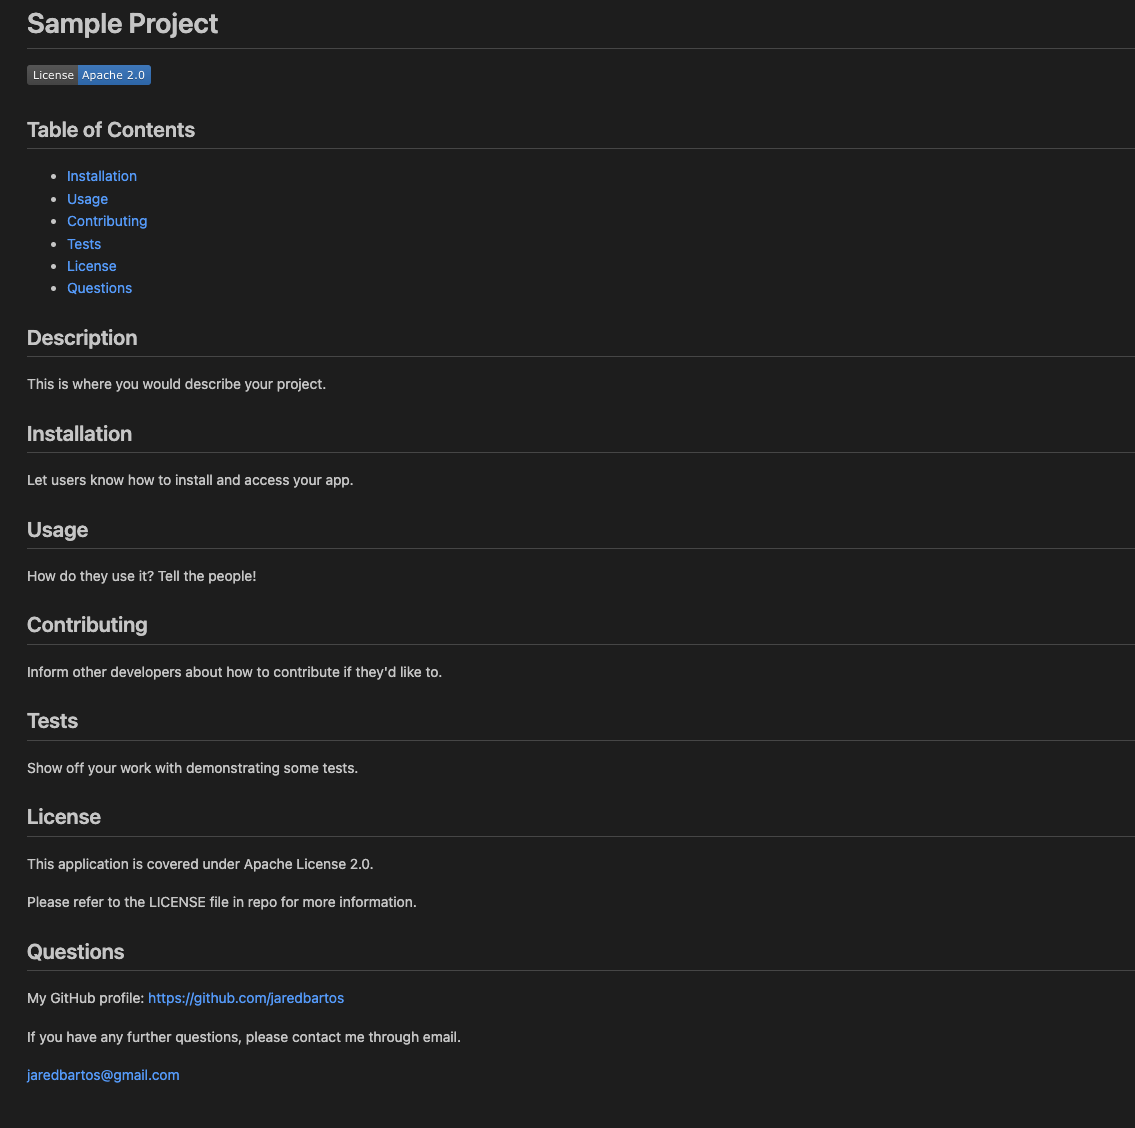 Sample Project
License Apache 2.0
Table of Contents
Installation
Usage
Contributing
Tests
License
Questions
Description
This is where you would describe your project.
Installation
Let users know how to install and access your app.
Usage
How do they use it? Tell the people!
Contributing
Inform other developers about how to contribute if they'd like to.
Tests
Show off your work with demonstrating some tests.
License
This application is covered under Apache License 2.0.
Please refer to the LICENSE file in repo for more information.
Questions
My GitHub profile: https://github.com/jaredbartos
If you have any further questions, please contact me through email.
jaredbartos@gmail.com